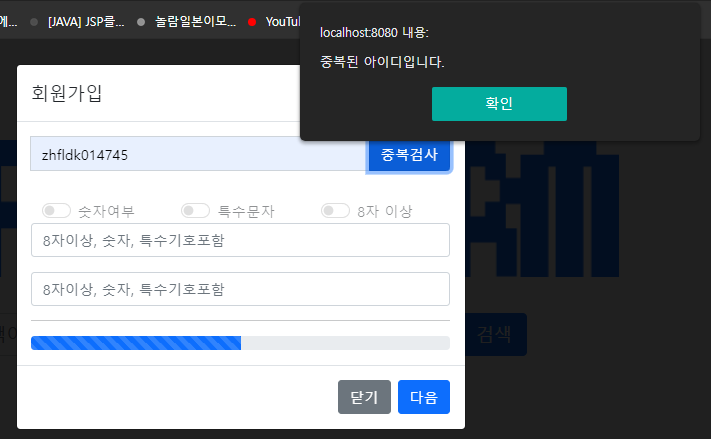 에... [JAVA] JSP를... 놀람일본이모... YouTu
localhost:8080 내용:
중복된 아이디입니다.
확인
회원가입
zhfldk014745 중복검사
숫자여부 특수문자 8자 이상
8자이상, 숫자, 특수기호포함
8자이상, 숫자, 특수기호포함
검색
닫기 다음